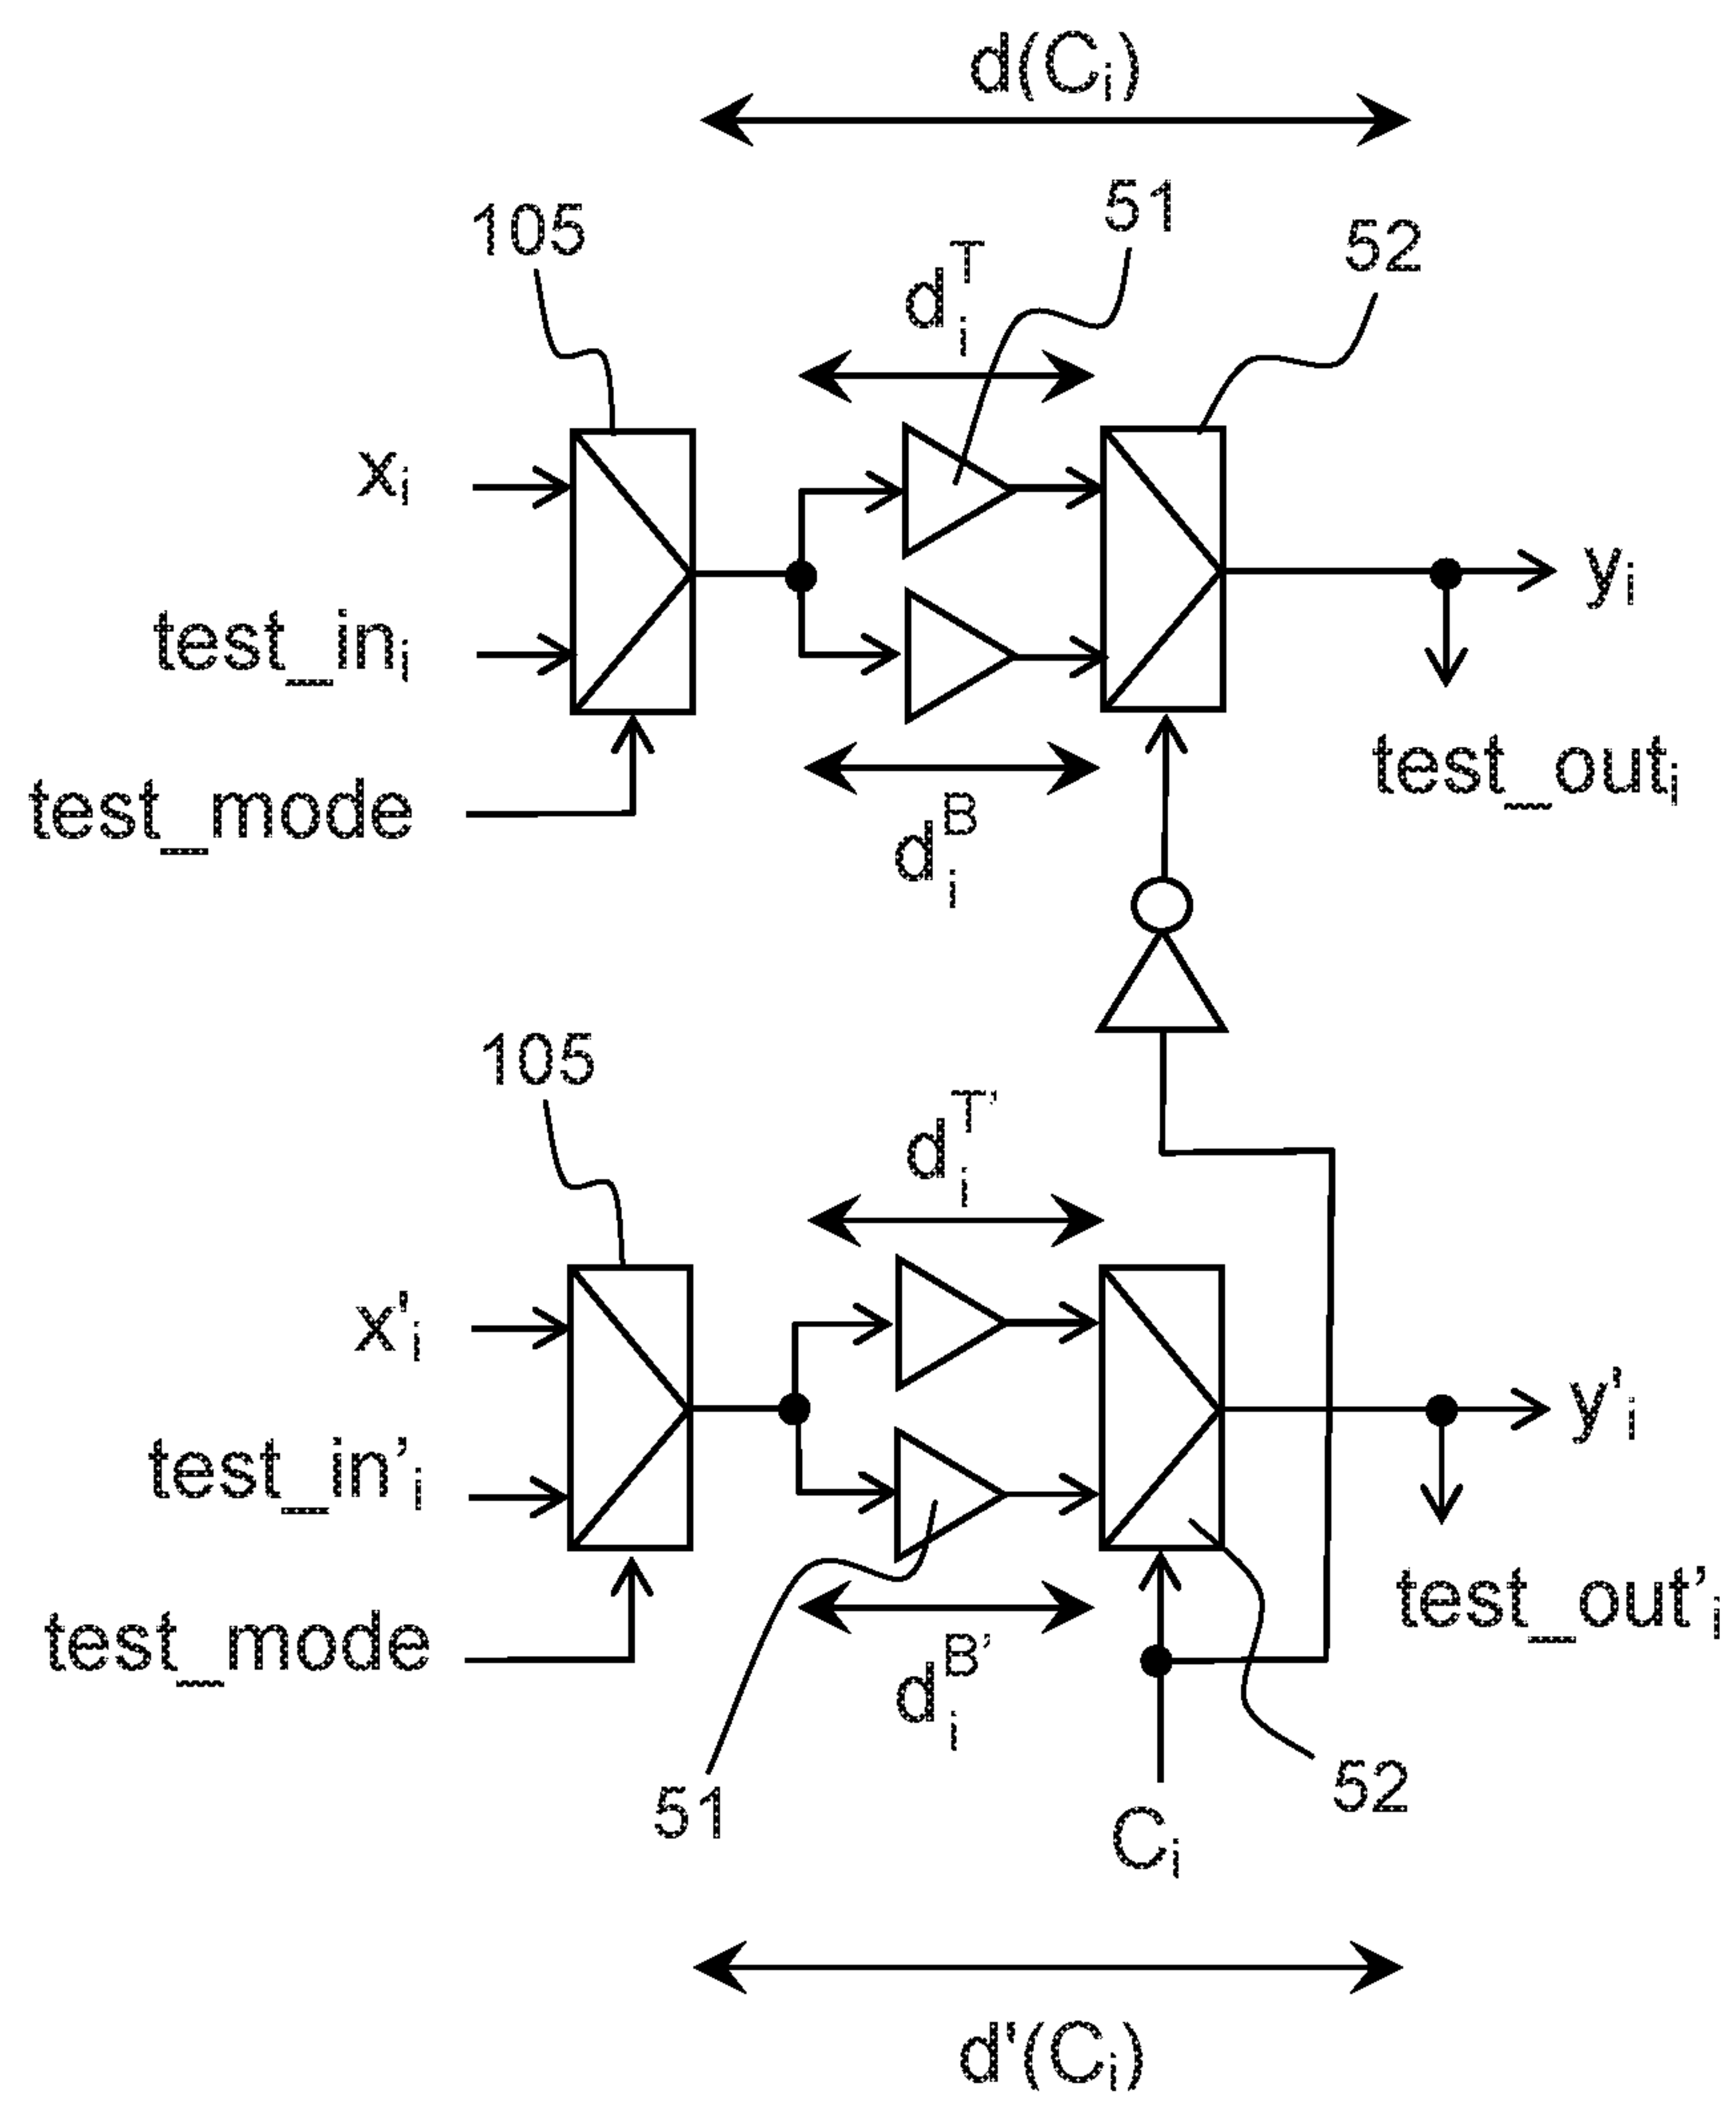 d(Cᵢ)
51
105
52
dᵢᵀ
xᵢ
yᵢ
test_inᵢ
test_outᵢ
test_mode
dᵢᴮ
105
dᵢᵀ'
x'ᵢ
y'ᵢ
test_in'ᵢ
test_out'ᵢ
test_mode
dᵢᴮ'
51
52
Cᵢ
d'(Cᵢ)